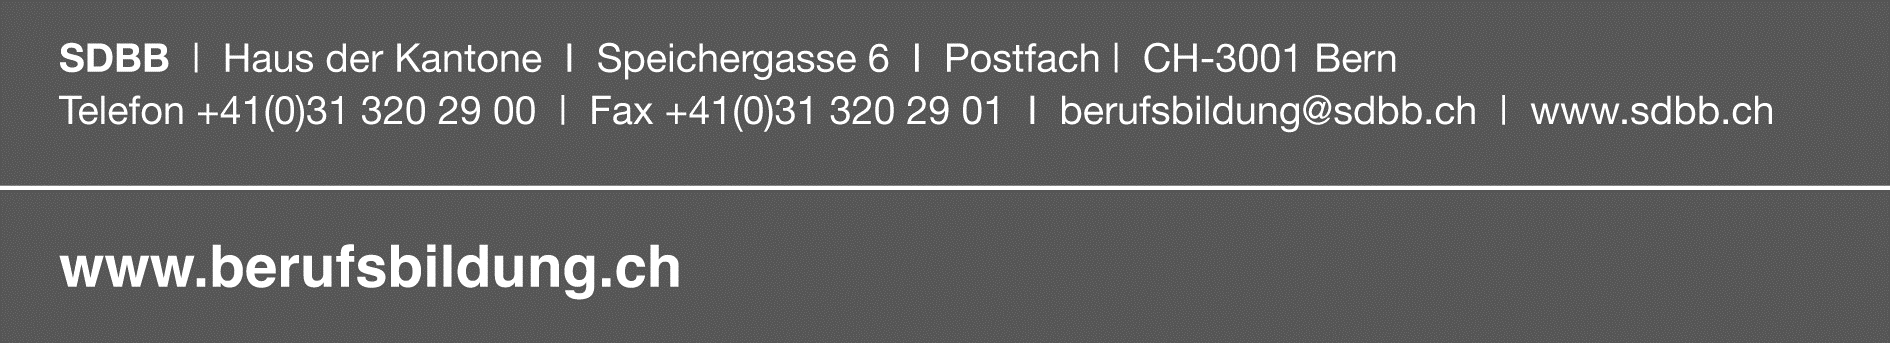 SDBB | Haus der Kantone I Speichergasse 6 I Postfach | CH-3001 Bern
Telefon +41(0)31 320 29 00 | Fax +41(0)31 320 29 01 I berufsbildung@sdbb.ch | www.sdbb.ch
www.berufsbildung.ch